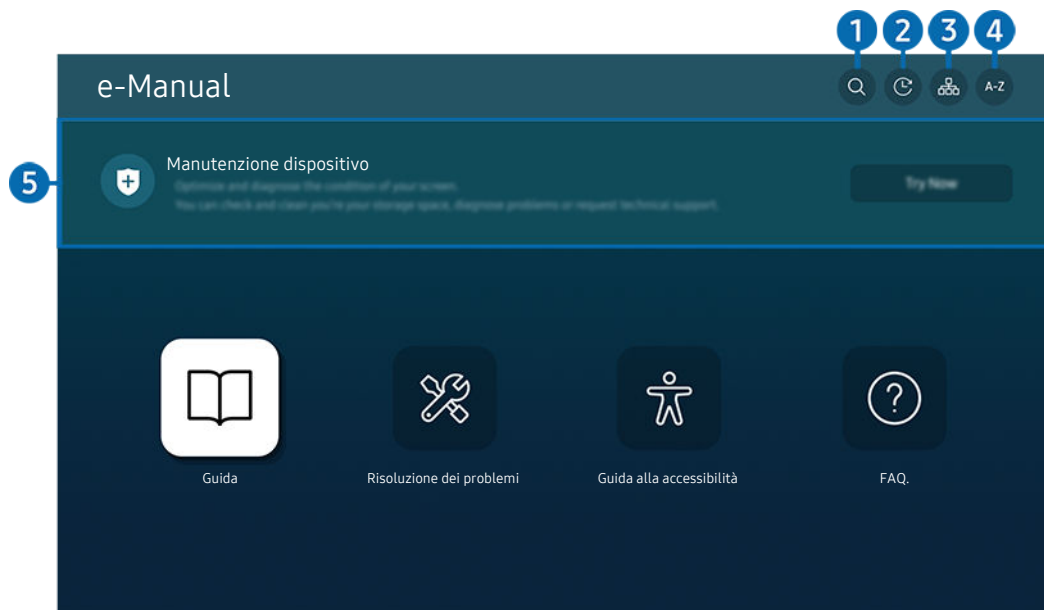 1 2 3 4
e-Manual
A-Z
5
Manutenzione dispositivo
Optimize and diagnose the condition of your screen.
You can check and clean you're your storage space, diagnose problems or request technical support.
Try Now
Guida
Risoluzione dei problemi
Guida alla accessibilità
FAQ.